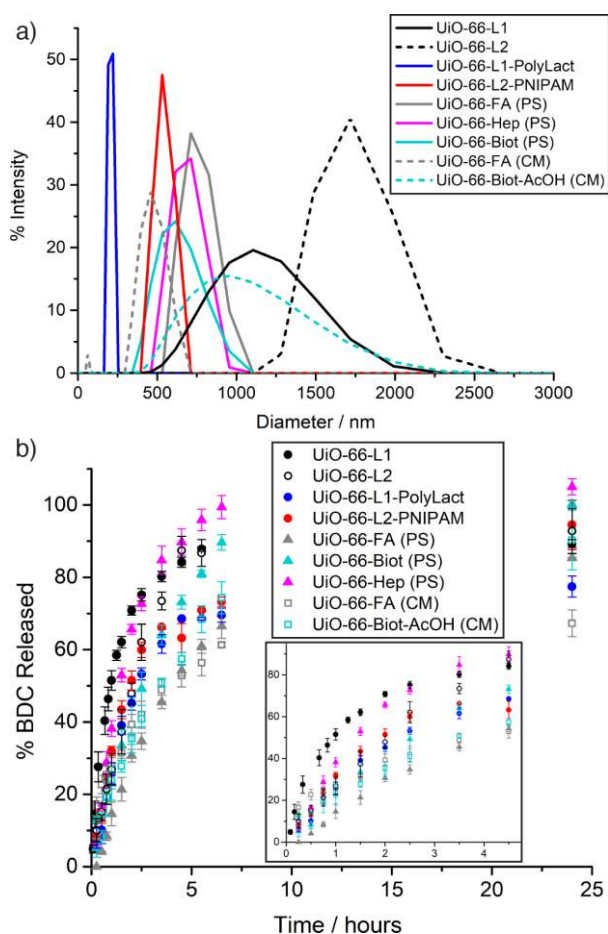 a)
% Intensity
50
40
30
20
10
0
0 500 1000 1500 2000 2500 3000
Diameter / nm
UiO-66-L1
UiO-66-L2
UiO-66-L1-PolyLact
UiO-66-L2-PNIPAM
UiO-66-FA (PS)
UiO-66-Hep (PS)
UiO-66-Biot (PS)
UiO-66-FA (CM)
UiO-66-Biot-AcOH (CM)
b)
% BDC Released
100
80
60
40
20
0
0 5 10 15 20 25
Time / hours
UiO-66-L1
UiO-66-L2
UiO-66-L1-PolyLact
UiO-66-L2-PNIPAM
UiO-66-FA (PS)
UiO-66-Biot (PS)
UiO-66-Hep (PS)
UiO-66-FA (CM)
UiO-66-Biot-AcOH (CM)
80
60
40
20
0
0 1 2 3 4